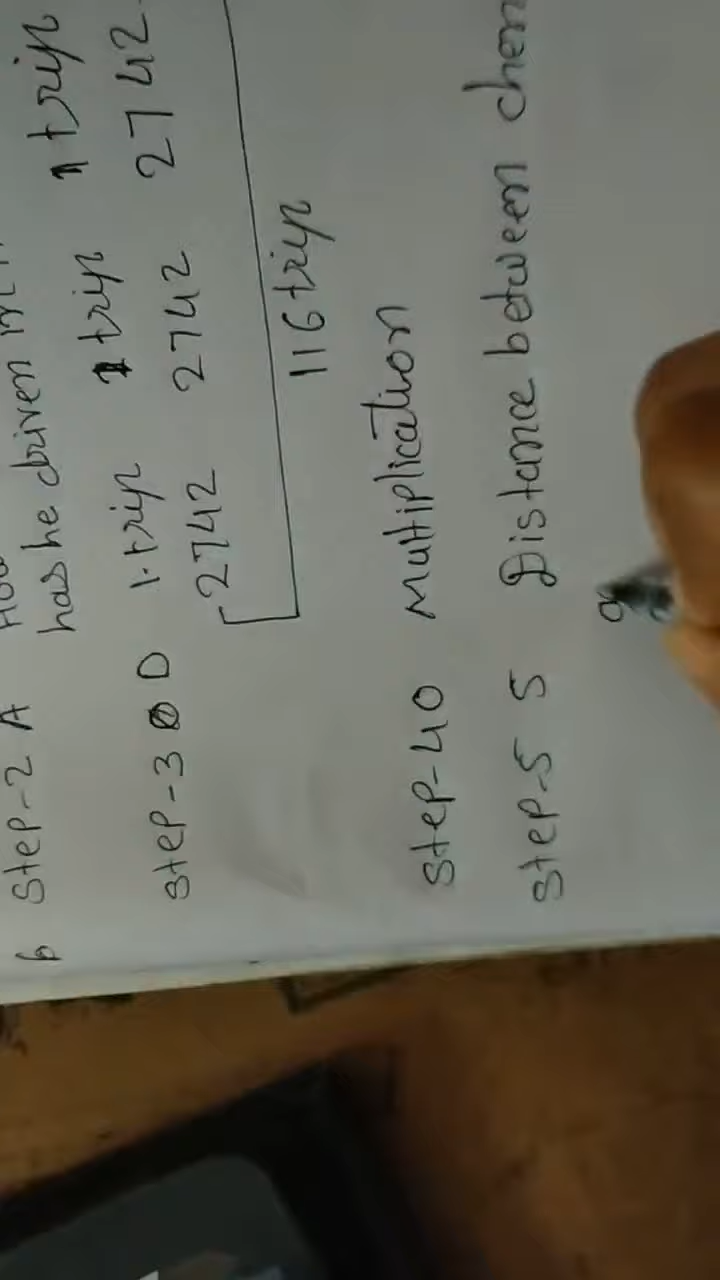 Step-2 A
has he driven
Step-3 D 1 trip 1 trip 1 trip
2742 2742 2742
116 trip
Step-4 O Multiplication
Step-5 S Distance between